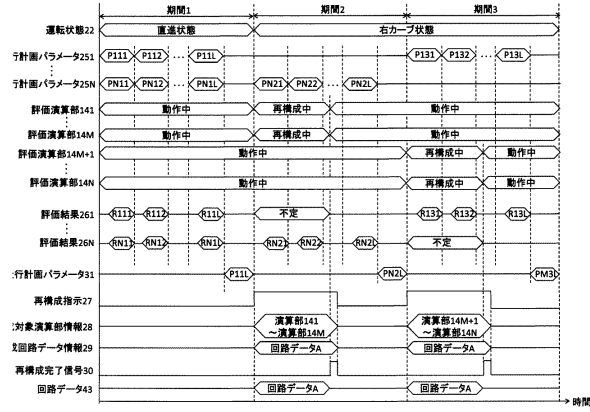 期間1 期間2 期間3
運転状態22 直進状態 右カーブ状態
行計画パラメータ251 P111 P112 … P11L P131 P132 … P13L
行計画パラメータ25N PN11 PN12 … PN1L PN21 PN22 … PN2L
評価演算部141 動作中 再構成中 動作中
評価演算部14M 動作中 再構成中 動作中
評価演算部14M+1 動作中 再構成中 動作中
評価演算部14N 動作中 再構成中 動作中
評価結果261 R111 R112 R11L 不定 R131 R132 R13L
評価結果26N RN11 RN12 RN1L RN21 RN22 RN2L 不定
行計画パラメータ31 P11L PN2L PM3L
再構成指示27
対象演算部情報28 演算部141 ～演算部14M 演算部14M+1 ～演算部14N
回路データ情報29 回路データA 回路データA
再構成完了信号30
回路データ43 回路データA 回路データA
時間